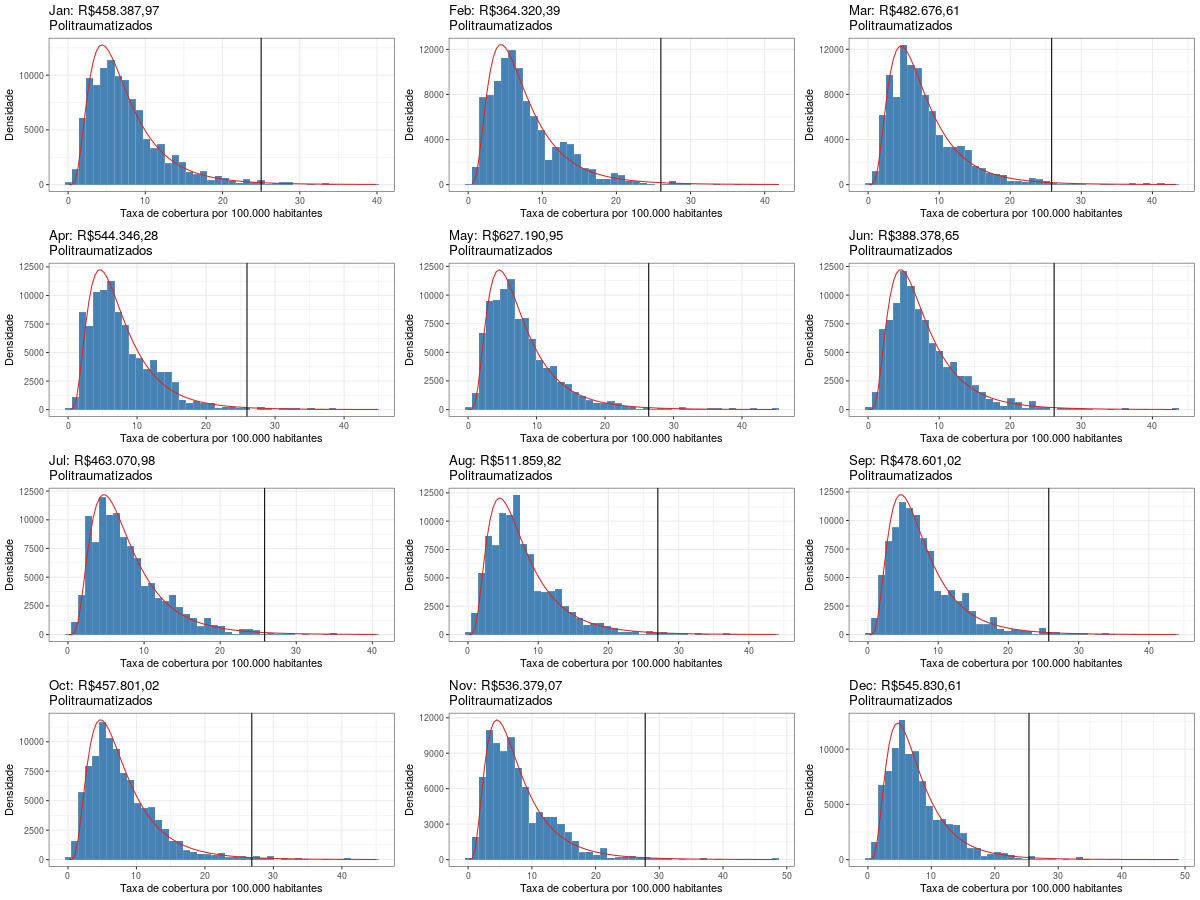 Jan: R$458.387,97
Politraumatizados
Densidade
10000
5000
0
0 10 20 30 40
Taxa de cobertura por 100.000 habitantes
Feb: R$364.320,39
Politraumatizados
Densidade
12000
8000
4000
0
0 10 20 30 40
Taxa de cobertura por 100.000 habitantes
Mar: R$482.676,61
Politraumatizados
Densidade
12000
8000
4000
0
0 10 20 30 40
Taxa de cobertura por 100.000 habitantes
Apr: R$544.346,28
Politraumatizados
Densidade
12500
10000
7500
5000
2500
0
0 10 20 30 40
Taxa de cobertura por 100.000 habitantes
May: R$627.190,95
Politraumatizados
Densidade
12500
10000
7500
5000
2500
0
0 10 20 30 40
Taxa de cobertura por 100.000 habitantes
Jun: R$388.378,65
Politraumatizados
Densidade
12500
10000
7500
5000
2500
0
0 10 20 30 40
Taxa de cobertura por 100.000 habitantes
Jul: R$463.070,98
Politraumatizados
Densidade
12500
10000
7500
5000
2500
0
0 10 20 30 40
Taxa de cobertura por 100.000 habitantes
Aug: R$511.859,82
Politraumatizados
Densidade
12500
10000
7500
5000
2500
0
0 10 20 30 40
Taxa de cobertura por 100.000 habitantes
Sep: R$478.601,02
Politraumatizados
Densidade
12500
10000
7500
5000
2500
0
0 10 20 30 40
Taxa de cobertura por 100.000 habitantes
Oct: R$457.801,02
Politraumatizados
Densidade
10000
7500
5000
2500
0
0 10 20 30 40
Taxa de cobertura por 100.000 habitantes
Nov: R$536.379,07
Politraumatizados
Densidade
12000
9000
6000
3000
0
0 10 20 30 40 50
Taxa de cobertura por 100.000 habitantes
Dec: R$545.830,61
Politraumatizados
Densidade
10000
5000
0
0 10 20 30 40 50
Taxa de cobertura por 100.000 habitantes